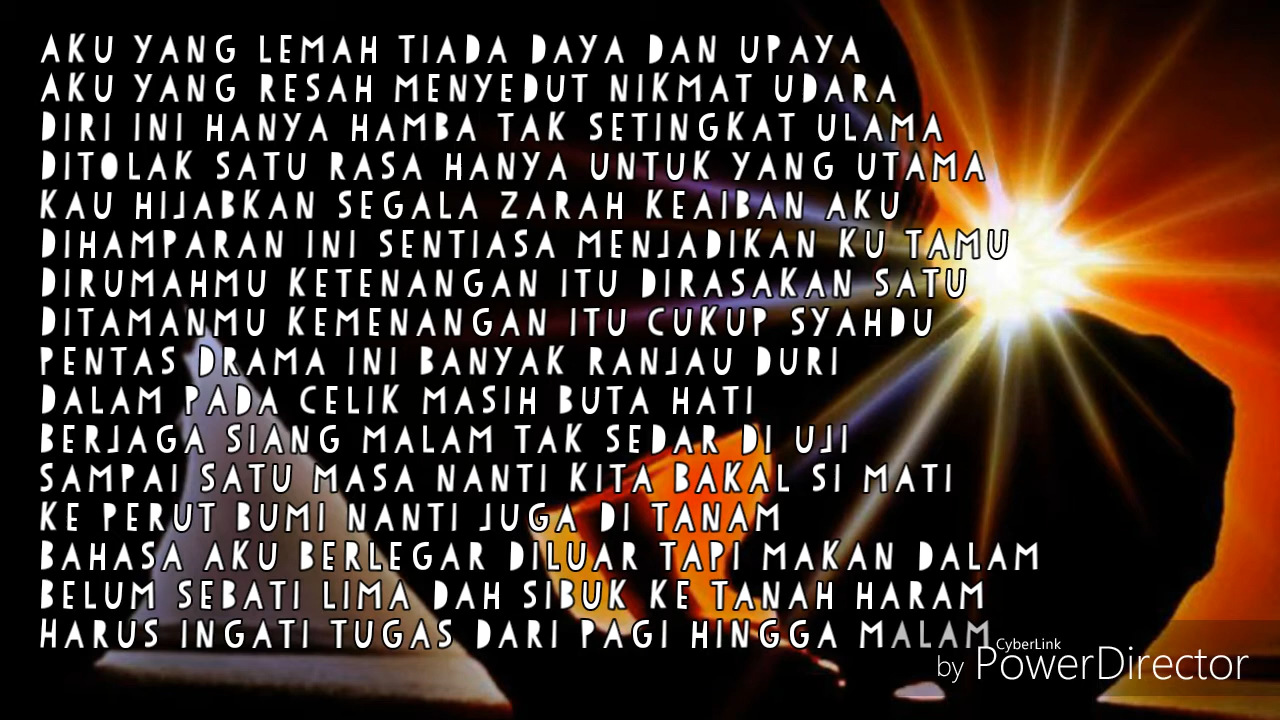 AKU YANG LEMAH TIADA DAYA DAN UPAYA
AKU YANG RESAH MENYEDUT NIKMAT UDARA
DIRI INI HANYA HAMBA TAK SETINGKAT ULAMA
DITOLAK SATU RASA HANYA UNTUK YANG UTAMA
KAU HIJABKAN SEGALA ZARAH KEAIBAN AKU
DIHAMPARAN INI SENTIASA MENJADIKAN KU TAMU
DIRUMAHMU KETENANGAN ITU DIRASAKAN SATU
DITAMANMU KEMENANGAN ITU CUKUP SYAHDU
PENTAS DRAMA INI BANYAK RANJAU DURI
DALAM PADA CELIK MASIH BUTA HATI
BERJAGA SIANG MALAM TAK SEDAR DI UJI
SAMPAI SATU MASA NANTI KITA BAKAL SI MATI
KE PERUT BUMI NANTI JUGA DI TANAM
BAHASA AKU BERLEGAR DILUAR TAPI MAKAN DALAM
BELUM SEBATI LIMA DAH SIBUK KE TANAH HARAM
HARUS INGATI TUGAS DARI PAGI HINGGA MALAM
CyberLink
by PowerDirector